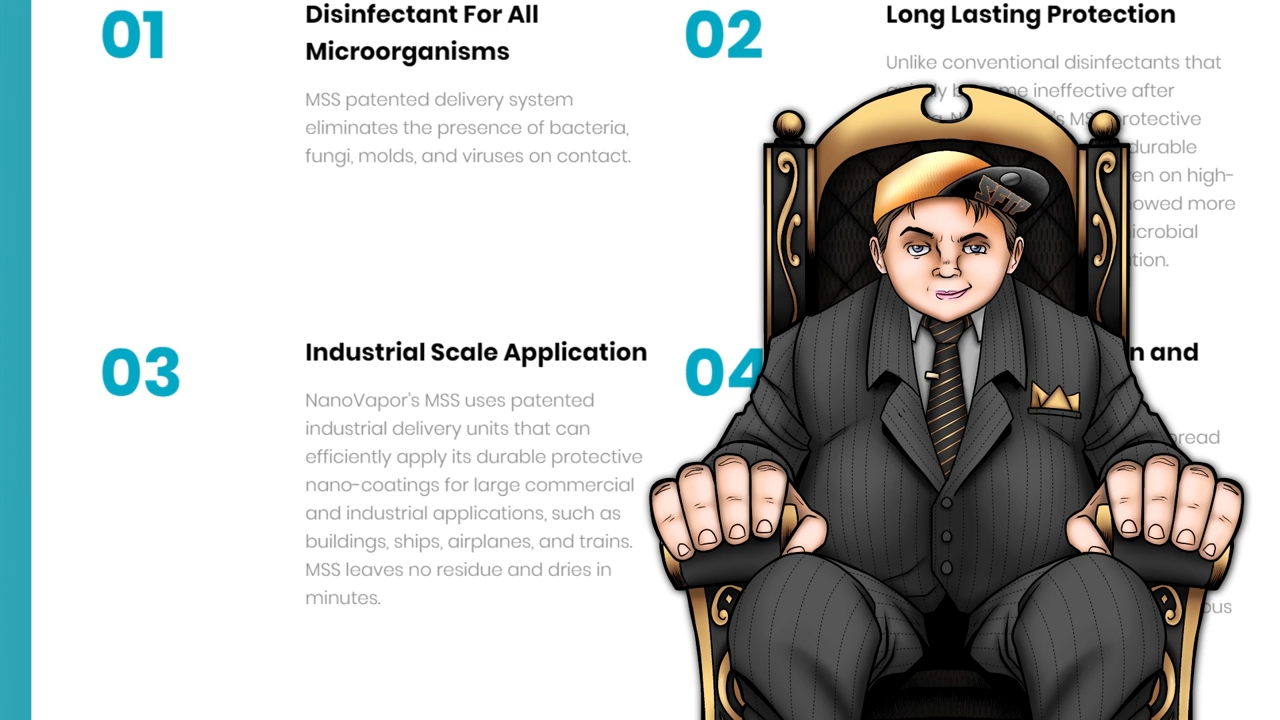 01
Disinfectant For All
Microorganisms
MSS patented delivery system
eliminates the presence of bacteria,
fungi, molds, and viruses on contact.
02
Long Lasting Protection
Unlike conventional disinfectants that
ineffective after
durable
on high-
more
03
Industrial Scale Application
NanoVapor's MSS uses patented
industrial delivery units that can
efficiently apply its durable protective
nano-coatings for large commercial
and industrial applications, such as
buildings, ships, airplanes, and trains.
MSS leaves no residue and dries in
minutes.
04
and
SFTP